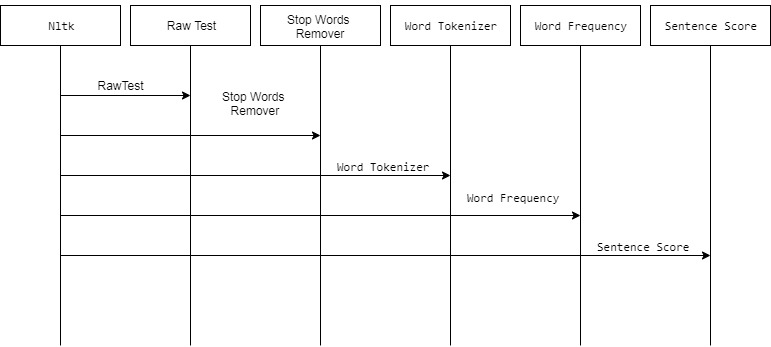 Nltk
Raw Test
Stop Words
Remover
Word Tokenizer
Word Frequency
Sentence Score
RawTest
Stop Words
Remover
Word Tokenizer
Word Frequency
Sentence Score